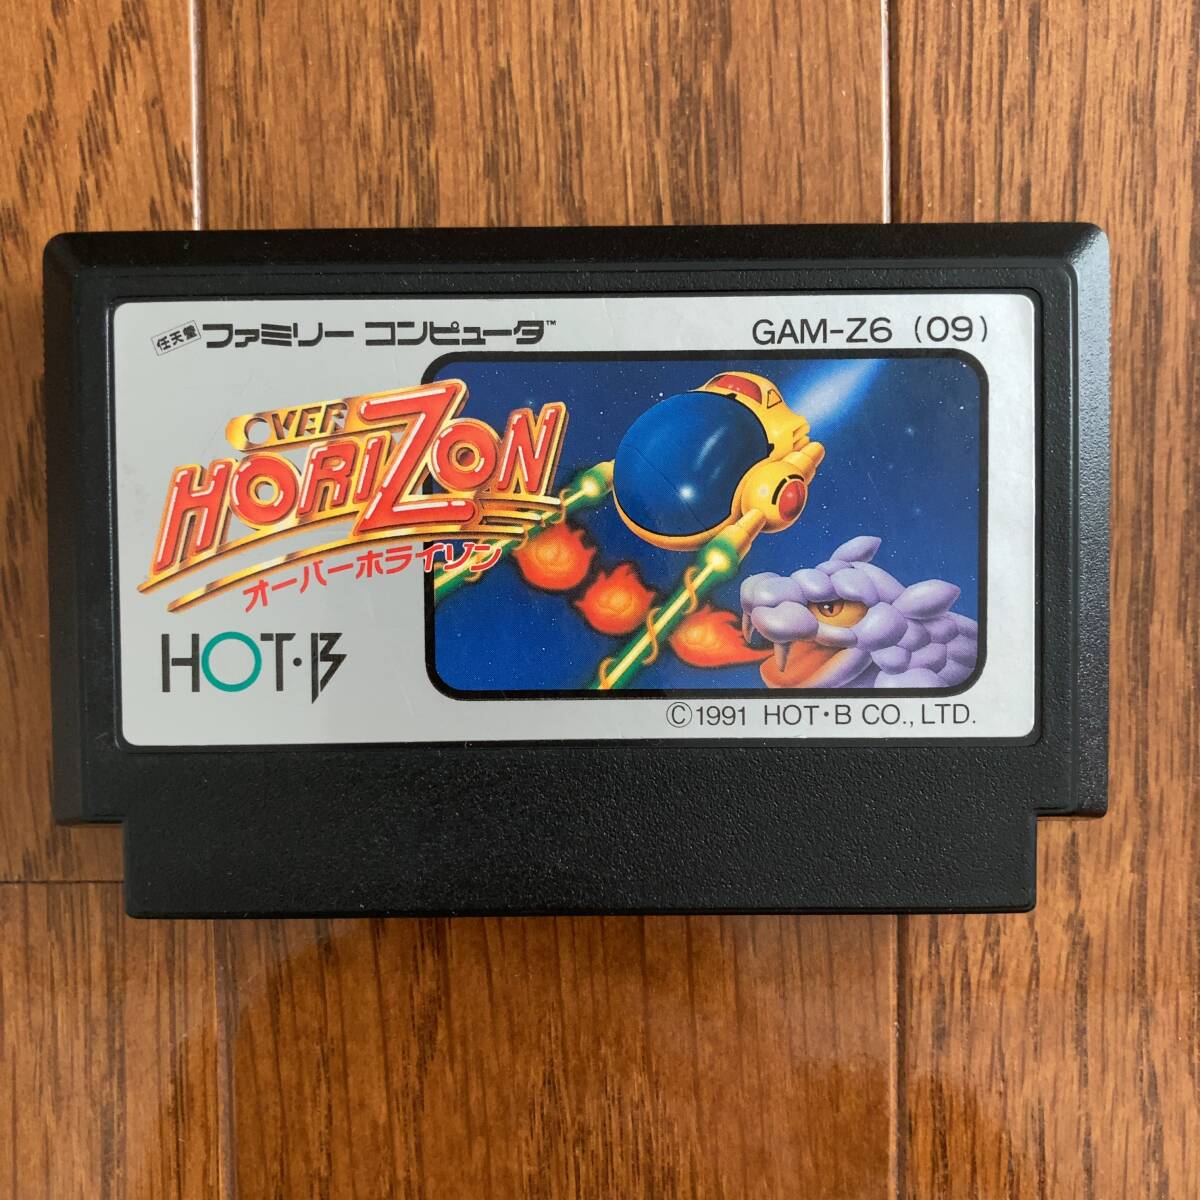 任天堂 ファミリー コンピュータ™
GAM-Z6 (09)
OVER
HORIZON
オーバーホライゾン
HOT・B
©1991 HOT・B CO., LTD.